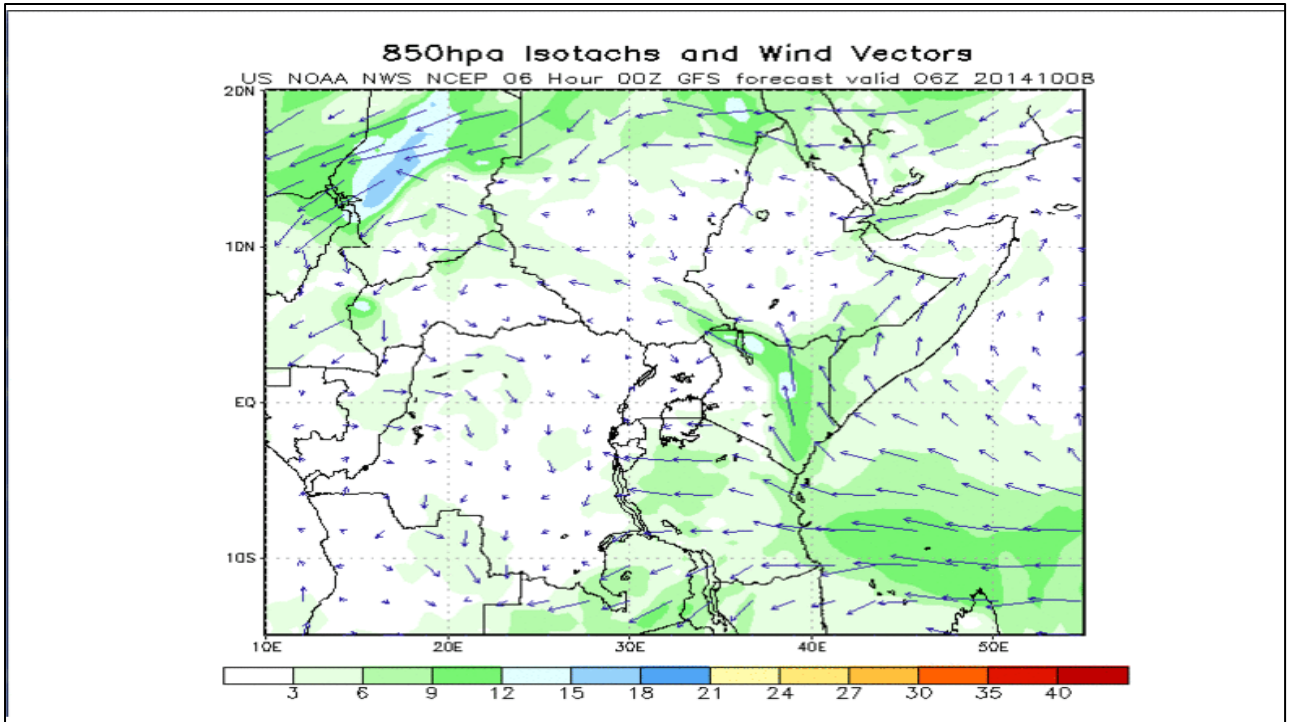 850hpa Isotachs and Wind Vectors
US NOAA NWS NCEP 06 Hour 00Z GFS forecast valid 06Z 20141008
20N
10N
EQ
10S
10E 20E 30E 40E 50E
3 6 9 12 15 18 21 24 27 30 35 40